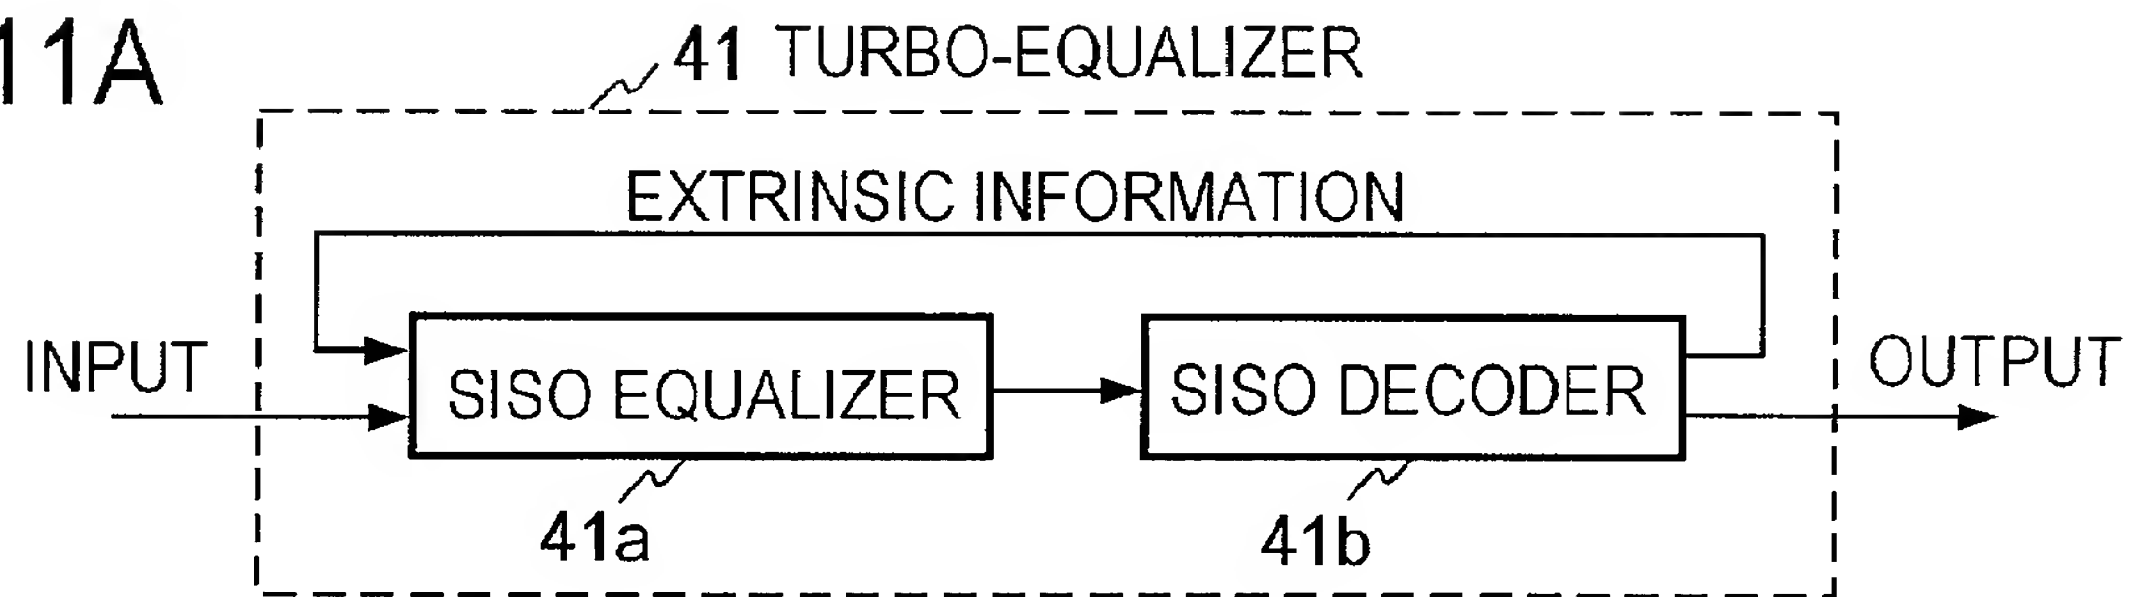 11A
41 TURBO-EQUALIZER
EXTRINSIC INFORMATION
INPUT
SISO EQUALIZER
SISO DECODER
OUTPUT
41a
41b